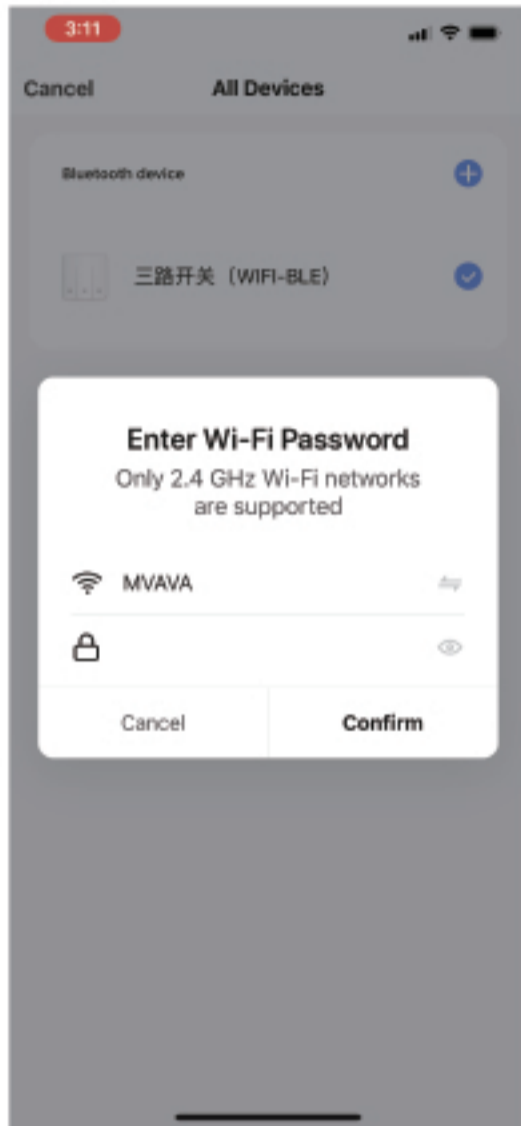 3:11
Cancel
All Devices
Bluetooth device
三路开关（WIFI-BLE）
Enter Wi-Fi Password
Only 2.4 GHz Wi-Fi networks
are supported
MVAVA
Cancel
Confirm